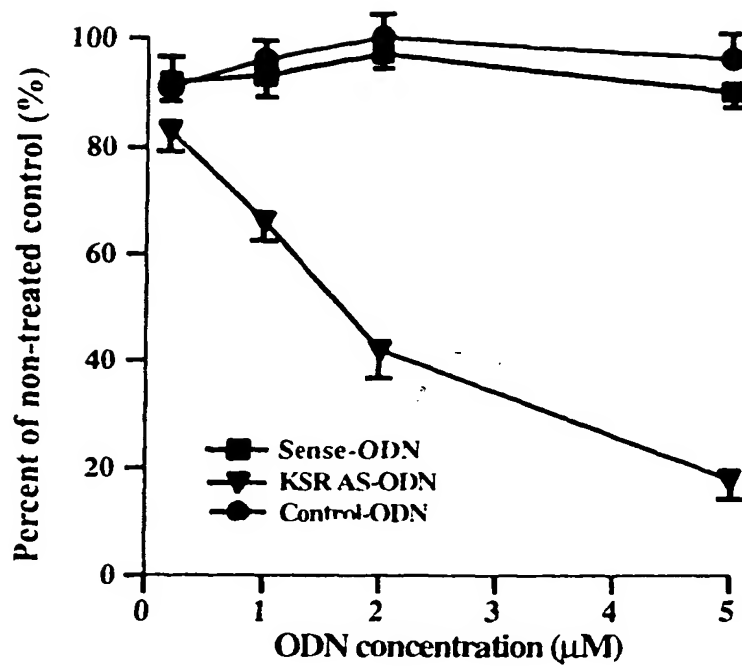 Percent of non-treated control (%)
100
80
60
40
20
0
Sense-ODN
KSR AS-ODN
Control-ODN
0 1 2 3 4 5
ODN concentration (µM)